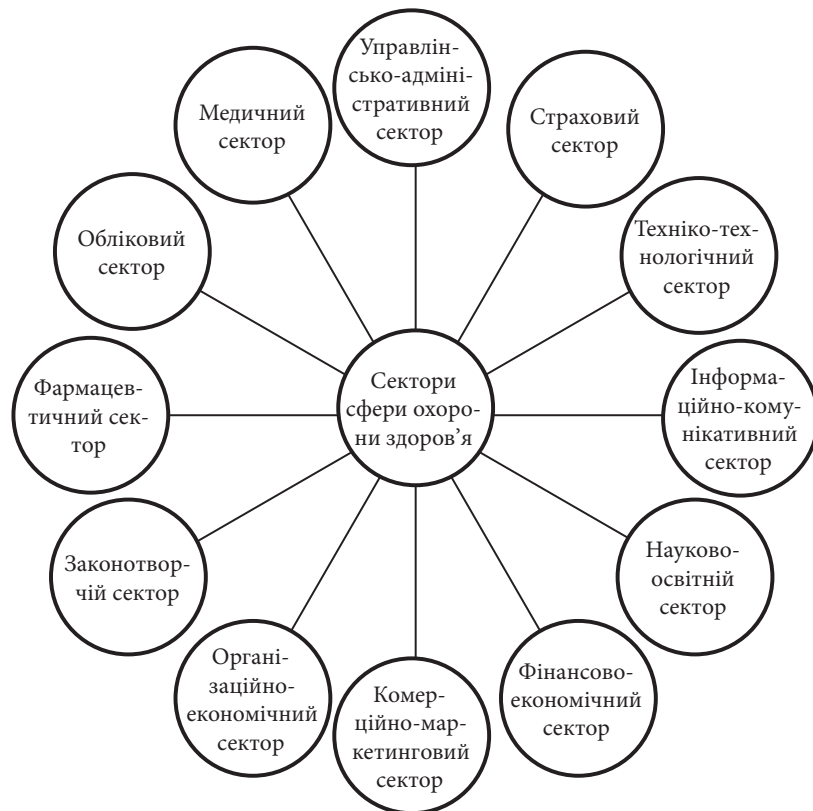 Управлін-
сько-адміні-
стративний
сектор
Страховий
сектор
Техніко-тех-
нологічний
сектор
Інформа-
ційно-кому-
нікативний
сектор
Науково-
освітній
сектор
Фінансово-
економічний
сектор
Комер-
ційно-мар-
кетинговий
сектор
Органі-
заційно-
економічний
сектор
Законотвор-
чій сектор
Фармацев-
тичний сек-
тор
Обліковий
сектор
Медичний
сектор
Сектори
сфери охоро-
ни здоров’я